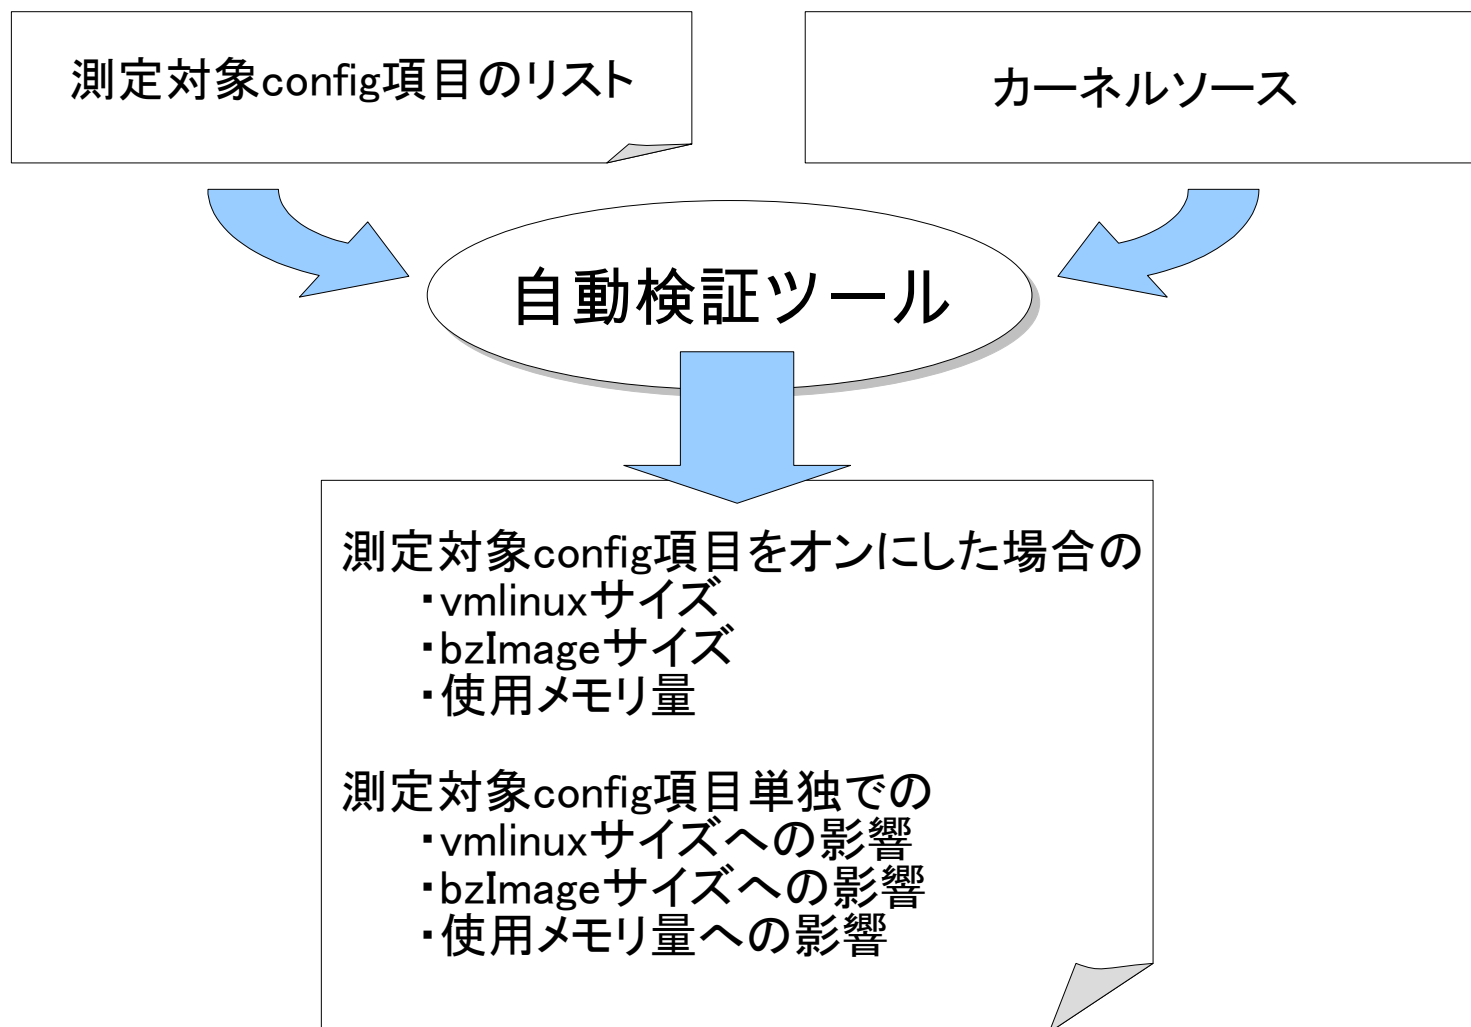 測定対象config項目のリスト
カーネルソース
自動検証ツール
測定対象config項目をオンにした場合の
・vmlinuxサイズ
・bzImageサイズ
・使用メモリ量
測定対象config項目単独での
・vmlinuxサイズへの影響
・bzImageサイズへの影響
・使用メモリ量への影響